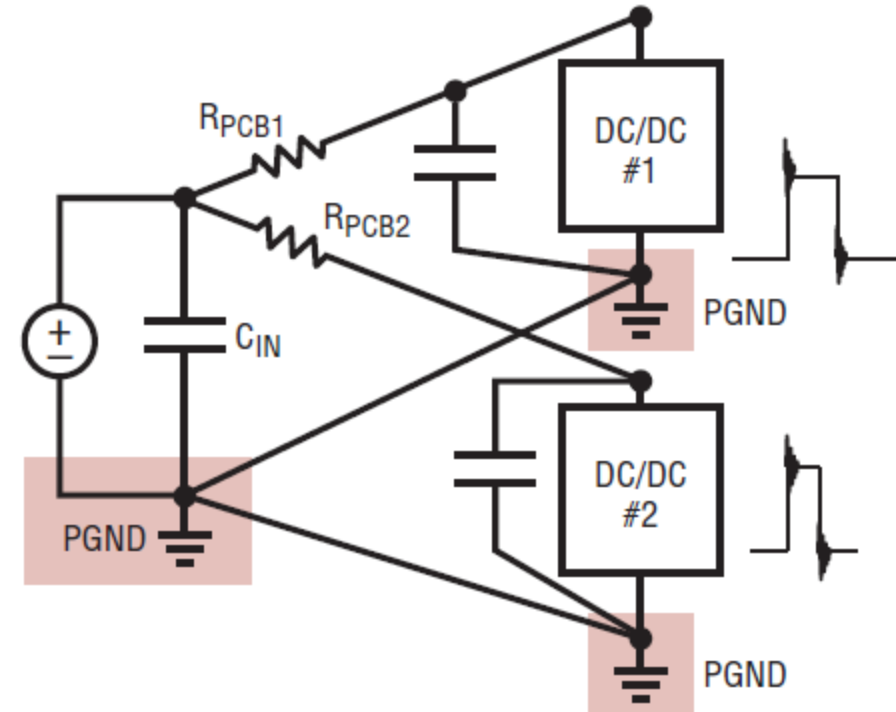 RPCB1
DC/DC
#1
RPCB2
+
−
CIN
PGND
DC/DC
#2
PGND
PGND